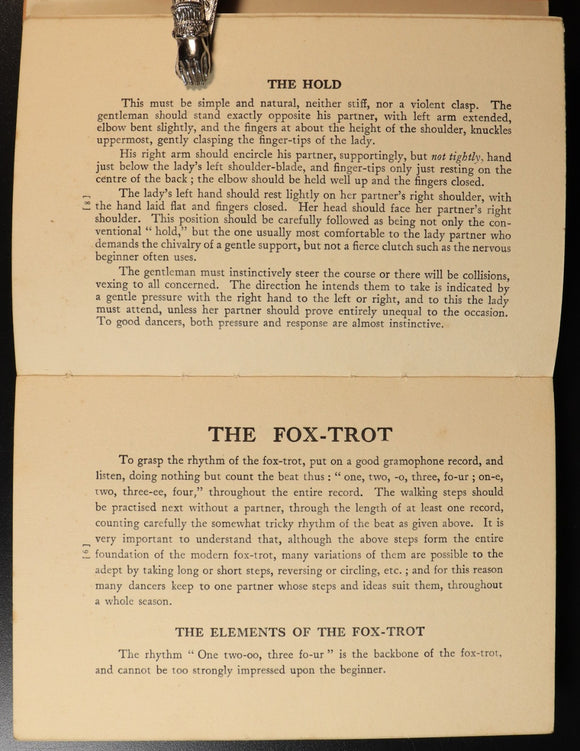 THE HOLD
This must be simple and natural, neither stiff, nor a violent clasp. The
gentleman should stand exactly opposite his partner, with left arm extended,
elbow bent slightly, and the fingers at about the height of the shoulder, knuckles
uppermost, gently clasping the finger-tips of the lady.
His right arm should encircle his partner, supportingly, but not tightly, hand
just below the lady's left shoulder-blade, and finger-tips only just resting on the
centre of the back ; the elbow should be held well up and the fingers closed.
The lady's left hand should rest lightly on her partner's right shoulder, with
the hand laid flat and fingers closed. Her head should face her partner's right
shoulder. This position should be carefully followed as being not only the con-
ventional “ hold,” but the one usually most comfortable to the lady partner who
demands the chivalry of a gentle support, but not a fierce clutch such as the nervous
beginner often uses.
The gentleman must instinctively steer the course or there will be collisions,
vexing to all concerned. The direction he intends them to take is indicated by
a gentle pressure with the right hand to the left or right, and to this the lady
must attend, unless her partner should prove entirely unequal to the occasion.
To good dancers, both pressure and response are almost instinctive.
[8]
THE FOX-TROT
To grasp the rhythm of the fox-trot, put on a good gramophone record, and
listen, doing nothing but count the beat thus : “ one, two, -o, three, fo-ur ; on-e,
two, three-ee, four,” throughout the entire record. The walking steps should
be practised next without a partner, through the length of at least one record,
counting carefully the somewhat tricky rhythm of the beat as given above. It is
very important to understand that, although the above steps form the entire
foundation of the modern fox-trot, many variations of them are possible to the
adept by taking long or short steps, reversing or circling, etc. ; and for this reason
many dancers keep to one partner whose steps and ideas suit them, throughout
a whole season.
THE ELEMENTS OF THE FOX-TROT
The rhythm “ One two-oo, three fo-ur ” is the backbone of the fox-trot,
and cannot be too strongly impressed upon the beginner.
[9]